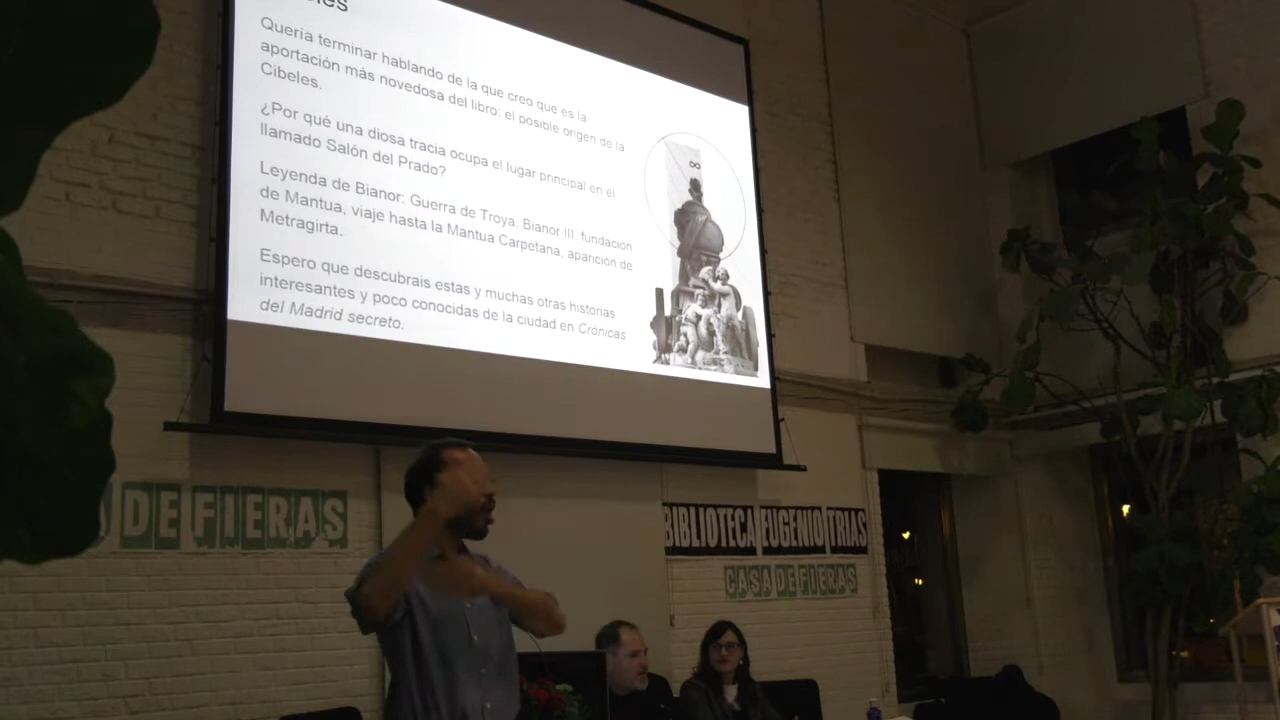 Quería terminar hablando de la que creo que es la
aportación más novedosa del libro: el posible origen de la
Cibeles.
¿Por qué una diosa tracia ocupa el lugar principal en el
llamado Salón del Prado?
Leyenda de Bianor: Guerra de Troya, Bianor III, fundación
de Mantua, viaje hasta la Mantua Carpetana, aparición de
Metragirta.
Espero que descubrais estas y muchas otras historias
interesantes y poco conocidas de la ciudad en Crónicas
del Madrid secreto.
DE FIERAS
BIBLIOTECA EUGENIO TRIAS
CASA DE FIERAS